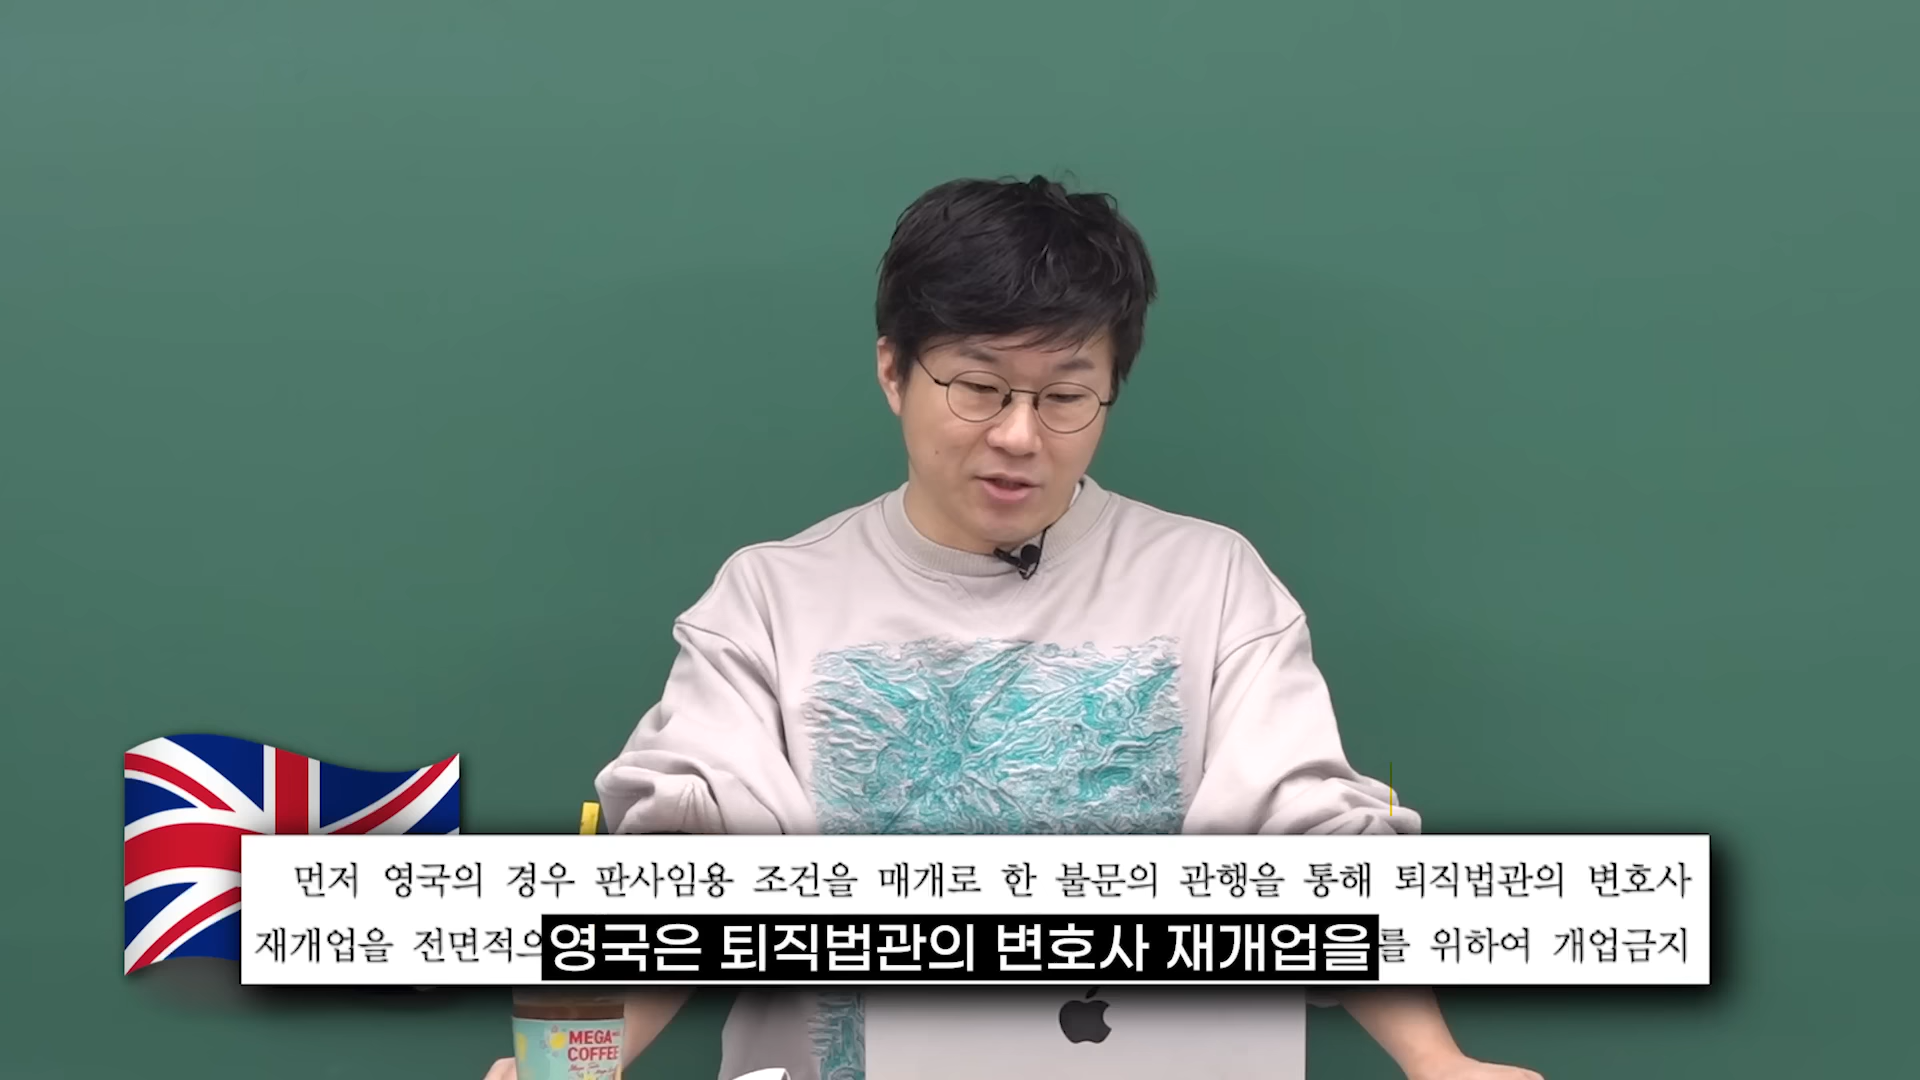 먼저 영국의 경우 판사임용 조건을 매개로 한 불문의 관행을 통해 퇴직법관의 변호사
재개업을 전면적으 를 위하여 개업금지
영국은 퇴직법관의 변호사 재개업을
MEGA
COFFEE